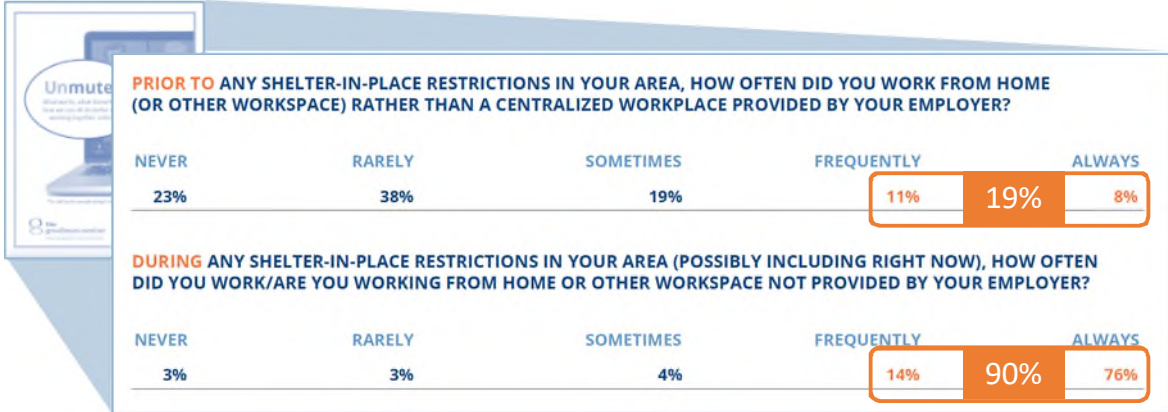 Unmute
PRIOR TO ANY SHELTER-IN-PLACE RESTRICTIONS IN YOUR AREA, HOW OFTEN DID YOU WORK FROM HOME
(OR OTHER WORKSPACE) RATHER THAN A CENTRALIZED WORKPLACE PROVIDED BY YOUR EMPLOYER?
NEVER RARELY SOMETIMES FREQUENTLY ALWAYS
23% 38% 19% 11% 19% 8%
DURING ANY SHELTER-IN-PLACE RESTRICTIONS IN YOUR AREA (POSSIBLY INCLUDING RIGHT NOW), HOW OFTEN
DID YOU WORK/ARE YOU WORKING FROM HOME OR OTHER WORKSPACE NOT PROVIDED BY YOUR EMPLOYER?
NEVER RARELY SOMETIMES FREQUENTLY ALWAYS
3% 3% 4% 14% 90% 76%